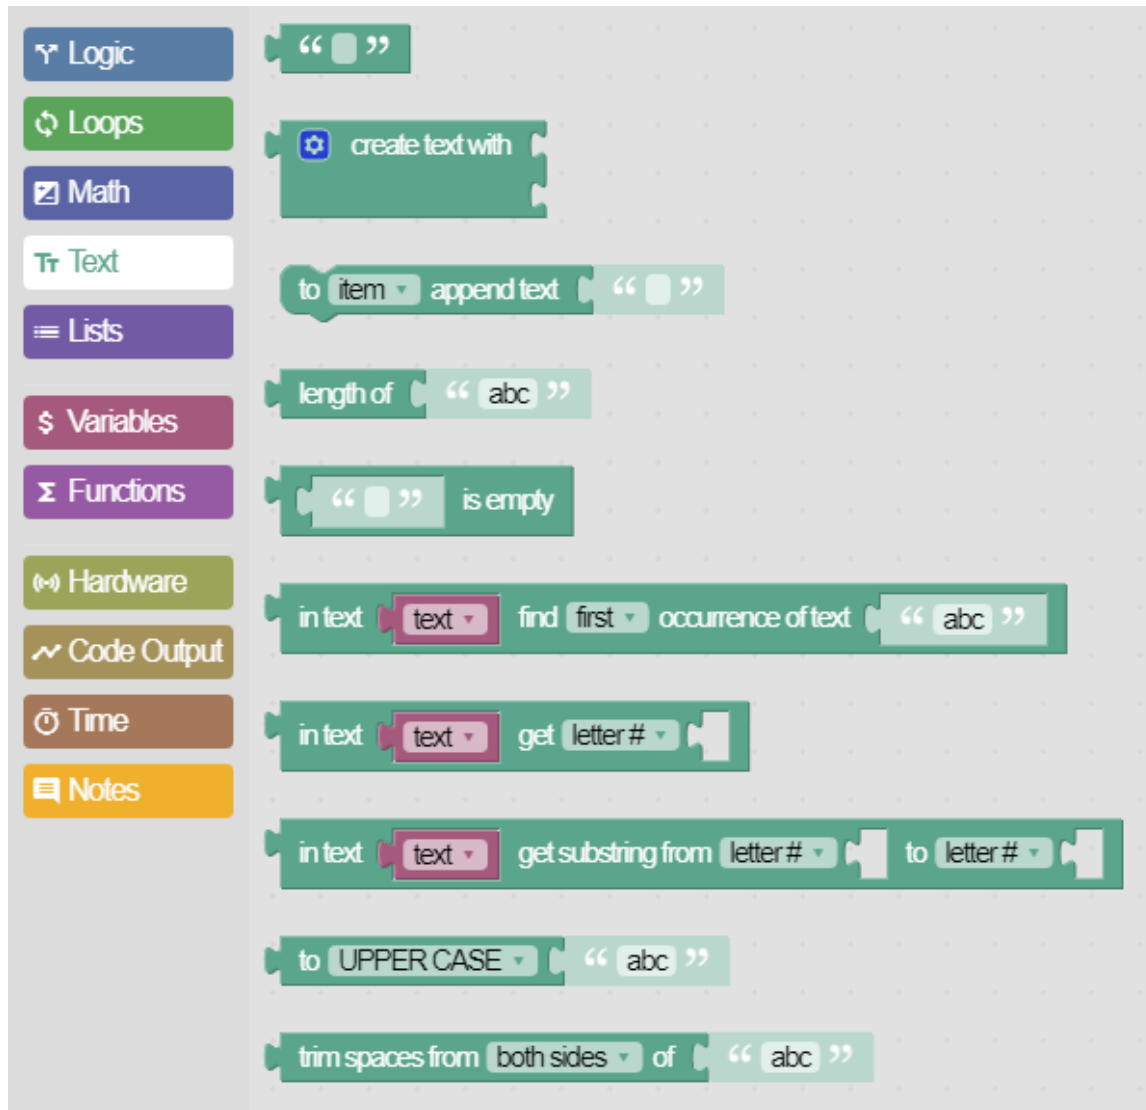 Logic
Loops
Math
Text
Lists
Variables
Functions
Hardware
Code Output
Time
Notes
“ ”
create text with
to item append text “ ”
length of “ abc ”
“ ” is empty
in text text find first occurrence of text “ abc ”
in text text get letter #
in text text get substring from letter # to letter #
to UPPER CASE “ abc ”
trim spaces from both sides of “ abc ”